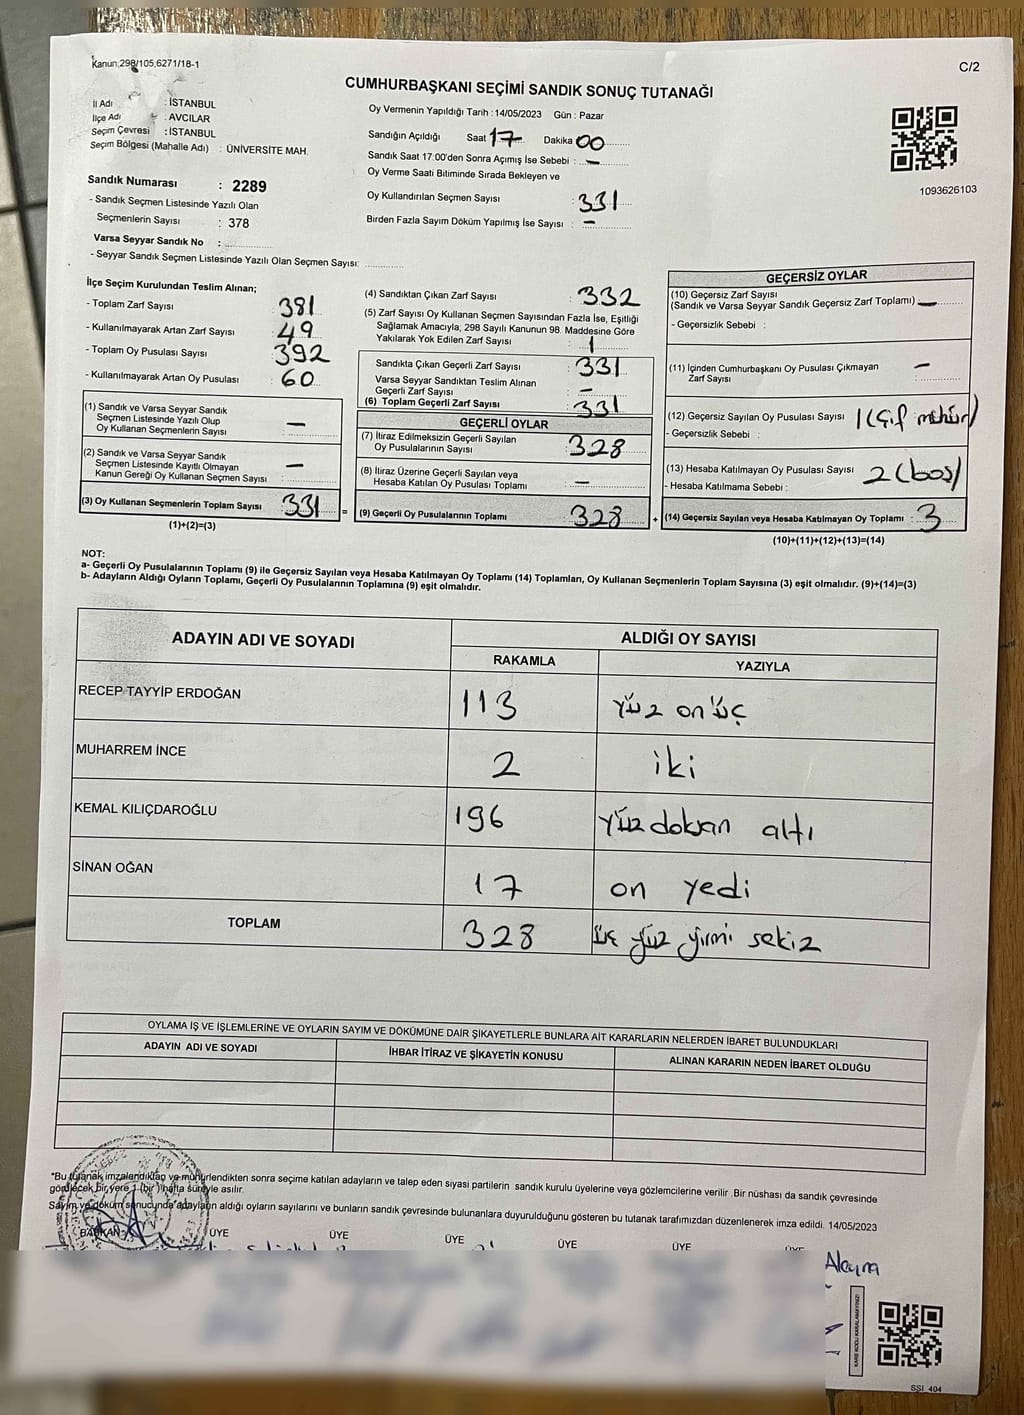 Kanun,298/105,6271/18-1
C/2
CUMHURBAŞKANI SEÇİMİ SANDIK SONUÇ TUTANAĞI
İl Adı : İSTANBUL
İlçe Adı : AVCILAR
Seçim Çevresi : İSTANBUL
Seçim Bölgesi (Mahalle Adı) : ÜNİVERSİTE MAH.
Oy Vermenin Yapıldığı Tarih : 14/05/2023 Gün : Pazar
Sandığın Açıldığı Saat 17 Dakika 00
Sandık Saat 17:00'den Sonra Açımış İse Sebebi : -
Oy Verme Saati Bitiminde Sırada Bekleyen ve
Oy Kullandırılan Seçmen Sayısı : 331
Birden Fazla Sayım Döküm Yapılmış İse Sayısı : -
1093626103
Sandık Numarası : 2289
- Sandık Seçmen Listesinde Yazılı Olan
Seçmenlerin Sayısı : 378
Varsa Seyyar Sandık No :
- Seyyar Sandık Seçmen Listesinde Yazılı Olan Seçmen Sayısı:
İlçe Seçim Kurulundan Teslim Alınan;
- Toplam Zarf Sayısı : 381
- Kullanılmayarak Artan Zarf Sayısı : 49
- Toplam Oy Pusulası Sayısı : 392
- Kullanılmayarak Artan Oy Pusulası : 60
(1) Sandık ve Varsa Seyyar Sandık
Seçmen Listesinde Yazılı Olup
Oy Kullanan Seçmenlerin Sayısı : -
(2) Sandık ve Varsa Seyyar Sandık
Seçmen Listesinde Kayıtlı Olmayan
Kanun Gereği Oy Kullanan Seçmen Sayısı : -
(3) Oy Kullanan Seçmenlerin Toplam Sayısı : 331 =
(1)+(2)=(3)
(4) Sandıktan Çıkan Zarf Sayısı : 332
(5) Zarf Sayısı Oy Kullanan Seçmen Sayısından Fazla İse, Eşitliği
Sağlamak Amacıyla, 298 Sayılı Kanunun 98. Maddesine Göre
Yakılarak Yok Edilen Zarf Sayısı : 1
Sandıkta Çıkan Geçerli Zarf Sayısı : 331
Varsa Seyyar Sandıktan Teslim Alınan
Geçerli Zarf Sayısı : -
(6) Toplam Geçerli Zarf Sayısı : 331
GEÇERLİ OYLAR
(7) İtiraz Edilmeksizin Geçerli Sayılan
Oy Pusulalarının Sayısı : 328
(8) İtiraz Üzerine Geçerli Sayılan veya
Hesaba Katılan Oy Pusulası Toplamı : -
(9) Geçerli Oy Pusulalarının Toplamı : 328 +
GEÇERSİZ OYLAR
(10) Geçersiz Zarf Sayısı
(Sandık ve Varsa Seyyar Sandık Geçersiz Zarf Toplamı) : -
- Geçersizlik Sebebi :
(11) İçinden Cumhurbaşkanı Oy Pusulası Çıkmayan
Zarf Sayısı : -
(12) Geçersiz Sayılan Oy Pusulası Sayısı 1 (Çif mühür)
- Geçersizlik Sebebi :
(13) Hesaba Katılmayan Oy Pusulası Sayısı 2 (boş)
- Hesaba Katılmama Sebebi :
(14) Geçersiz Sayılan veya Hesaba Katılmayan Oy Toplamı : 3
(10)+(11)+(12)+(13)=(14)
NOT:
a- Geçerli Oy Pusulalarının Toplamı (9) ile Geçersiz Sayılan veya Hesaba Katılmayan Oy Toplamı (14) Toplamları, Oy Kullanan Seçmenlerin Toplam Sayısına (3) eşit olmalıdır. (9)+(14)=(3)
b- Adayların Aldığı Oyların Toplamı, Geçerli Oy Pusulalarının Toplamına (9) eşit olmalıdır.
ADAYIN ADI VE SOYADI
ALDIĞI OY SAYISI
RAKAMLA YAZIYLA
RECEP TAYYİP ERDOĞAN 113 yüz on üç
MUHARREM İNCE 2 iki
KEMAL KILIÇDAROĞLU 196 yüz doksan altı
SİNAN OĞAN 17 on yedi
TOPLAM 328 üç yüz yirmi sekiz
OYLAMA İŞ VE İŞLEMLERİNE VE OYLARIN SAYIM VE DÖKÜMÜNE DAİR ŞİKAYETLERLE BUNLARA AİT KARARLARIN NELERDEN İBARET BULUNDUKLARI
ADAYIN ADI VE SOYADI İHBAR İTİRAZ VE ŞİKAYETİN KONUSU ALINAN KARARIN NEDEN İBARET OLDUĞU
*Bu tutanak imzalandıktan ve mühürlendikten sonra seçime katılan adayların ve talep eden siyasi partilerin sandık kurulu üyelerine veya gözlemcilerine verilir. Bir nüshası da sandık çevresinde
görülecek bir yere 1 (bir) hafta süreyle asılır.
Sayım ve döküm sonucunda adayların aldığı oyların sayılarını ve bunların sandık çevresinde bulunanlara duyurulduğunu gösteren bu tutanak tarafımızdan düzenlenerek imza edildi. 14/05/2023
BAŞKAN ÜYE ÜYE ÜYE ÜYE ÜYE ÜYE
Aleyna
KARE KODU KARALAMAYINIZ!
SSI 404